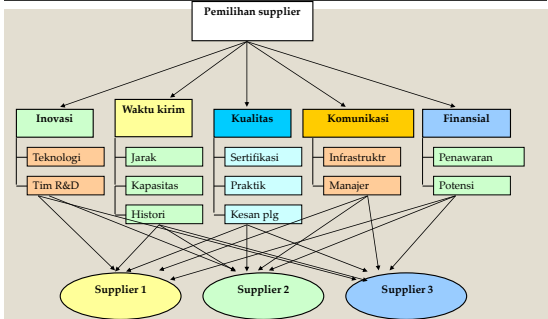 Pemilihan supplier
Inovasi
Waktu kirim
Kualitas
Komunikasi
Finansial
Teknologi
Jarak
Sertifikasi
Infrastruktr
Penawaran
Tim R&D
Kapasitas
Praktik
Manajer
Potensi
Histori
Kesan plg
Supplier 1
Supplier 2
Supplier 3